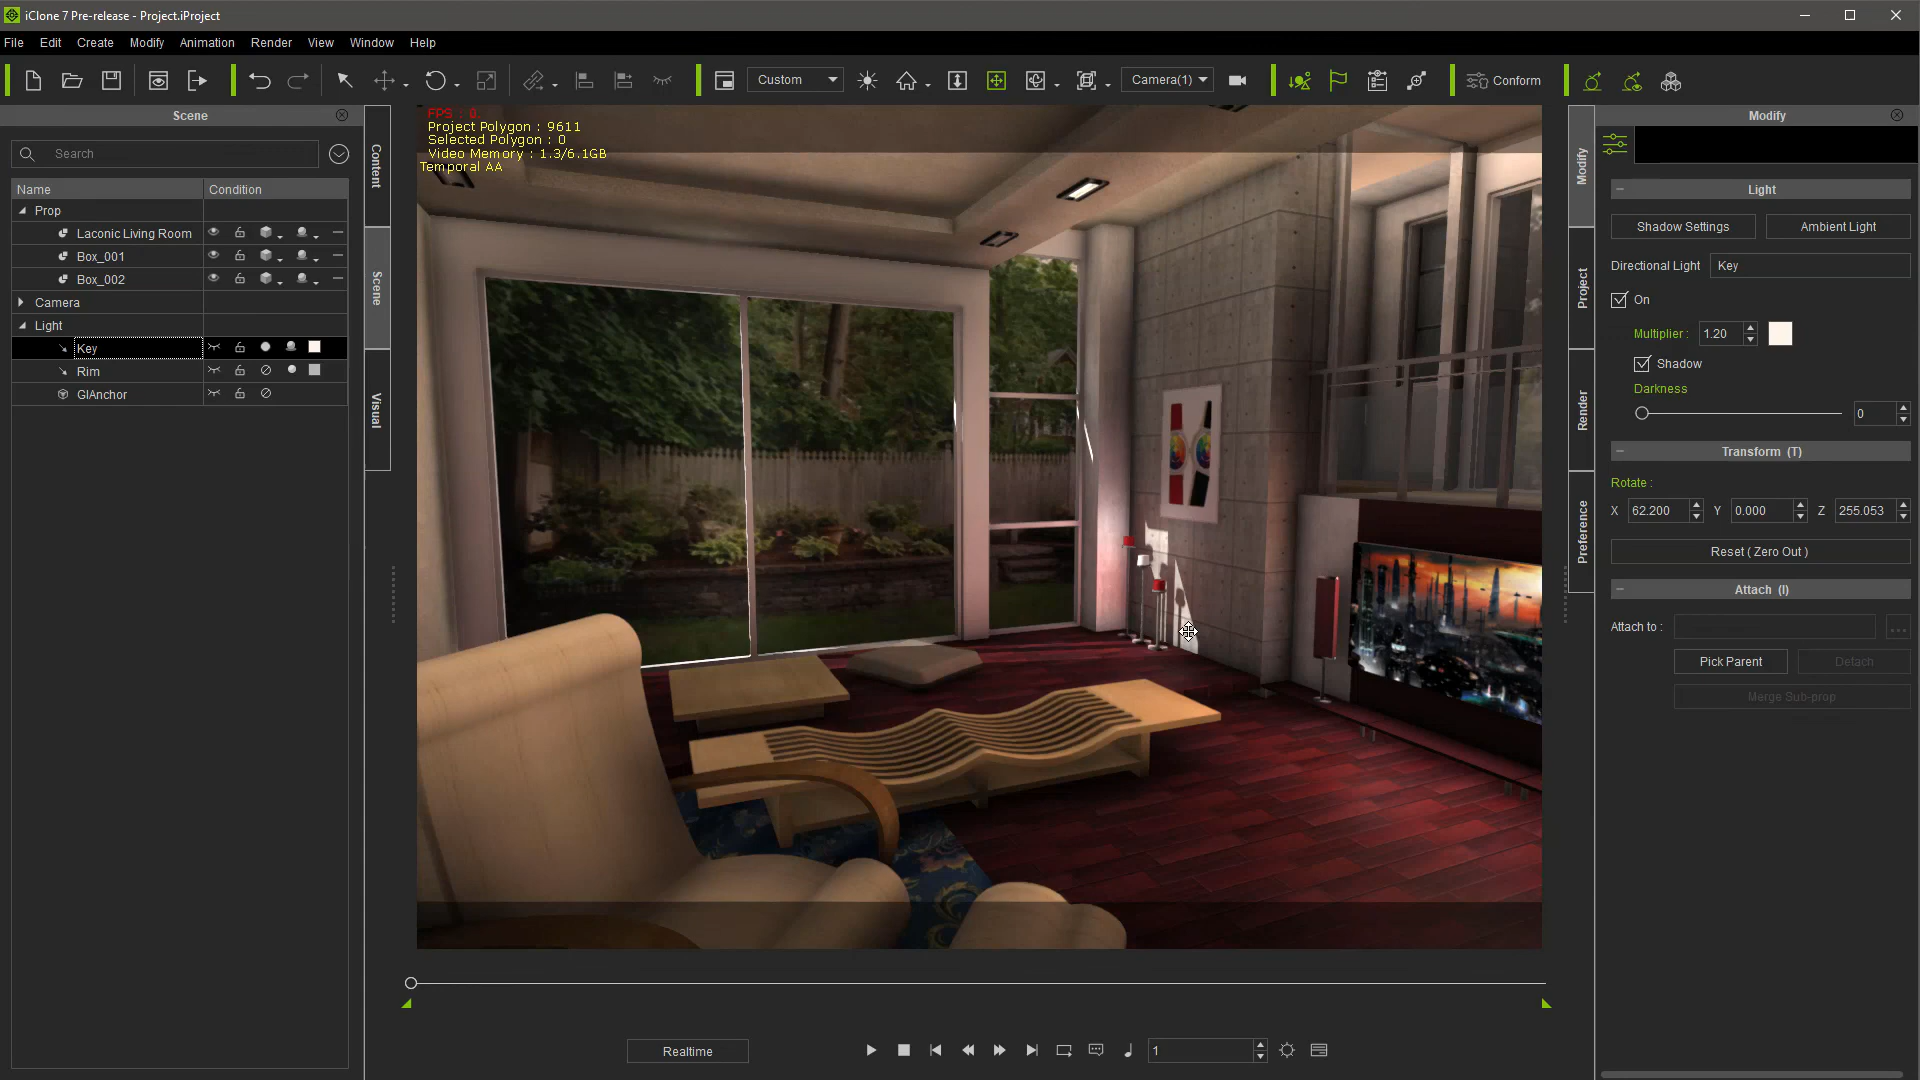 iClone 7 Pre-release - Project.iProject
File Edit Create Modify Animation Render View Window Help
Custom
Camera(1)
Conform
Scene
Search
Name Condition
Prop
Laconic Living Room
Box_001
Box_002
Camera
Light
Key
Rim
GIAnchor
Content
Scene
Visual
FPS : 0
Project Polygon : 9611
Selected Polygon : 0
Video Memory : 1.3/6.1GB
Temporal AA
Realtime
1
Modify
Project
Render
Preference
Modify
Light
Shadow Settings Ambient Light
Directional Light Key
On
Multiplier : 1.20
Shadow
Darkness
0
Transform (T)
Rotate :
X 62.200 Y 0.000 Z 255.053
Reset ( Zero Out )
Attach (I)
Attach to : ...
Pick Parent Detach
Merge Sub-prop